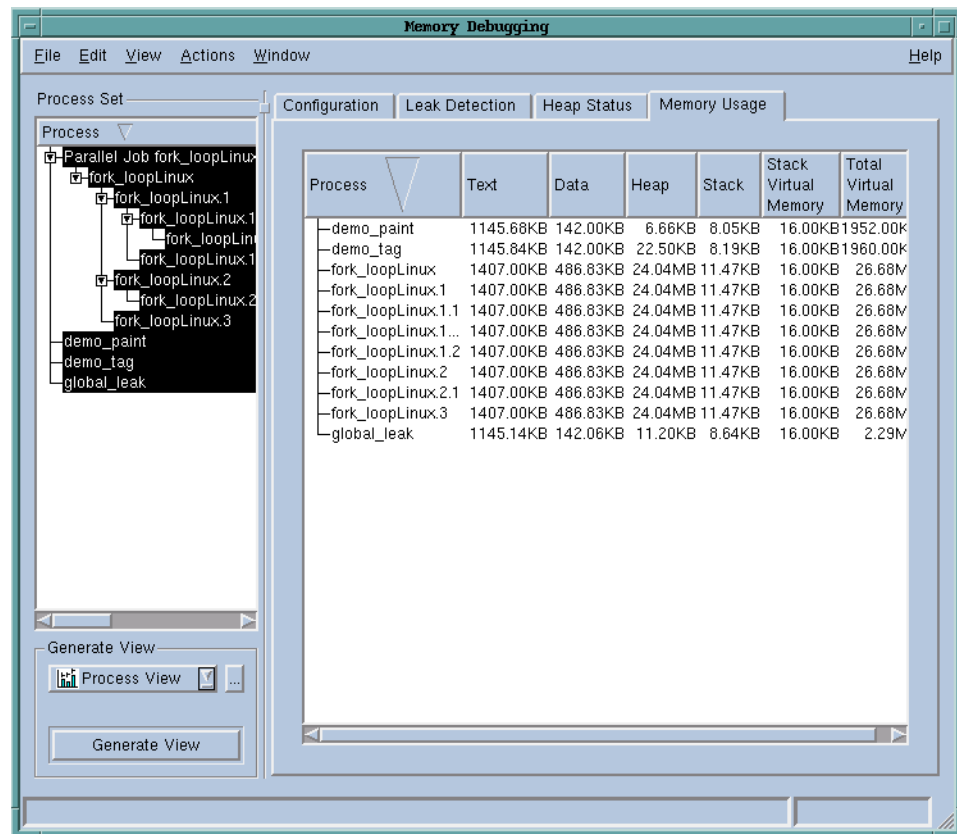 Memory Debugging
File Edit View Actions Window Help
Process Set
Process
Parallel Job fork_loopLinux
fork_loopLinux
fork_loopLinux.1
fork_loopLinux.1
fork_loopLin
fork_loopLinux.1
fork_loopLinux.2
fork_loopLinux.2
fork_loopLinux.3
demo_paint
demo_tag
global_leak
Generate View
Process View ...
Generate View
Configuration Leak Detection Heap Status Memory Usage
Process Text Data Heap Stack Stack Virtual Memory Total Virtual Memory
demo_paint 1145.68KB 142.00KB 6.66KB 8.05KB 16.00KB 1952.00K
demo_tag 1145.84KB 142.00KB 22.50KB 8.19KB 16.00KB 1960.00K
fork_loopLinux 1407.00KB 486.83KB 24.04MB 11.47KB 16.00KB 26.68M
fork_loopLinux.1 1407.00KB 486.83KB 24.04MB 11.47KB 16.00KB 26.68M
fork_loopLinux.1.1 1407.00KB 486.83KB 24.04MB 11.47KB 16.00KB 26.68M
fork_loopLinux.1... 1407.00KB 486.83KB 24.04MB 11.47KB 16.00KB 26.68M
fork_loopLinux.1.2 1407.00KB 486.83KB 24.04MB 11.47KB 16.00KB 26.68M
fork_loopLinux.2 1407.00KB 486.83KB 24.04MB 11.47KB 16.00KB 26.68M
fork_loopLinux.2.1 1407.00KB 486.83KB 24.04MB 11.47KB 16.00KB 26.68M
fork_loopLinux.3 1407.00KB 486.83KB 24.04MB 11.47KB 16.00KB 26.68M
global_leak 1145.14KB 142.06KB 11.20KB 8.64KB 16.00KB 2.29M